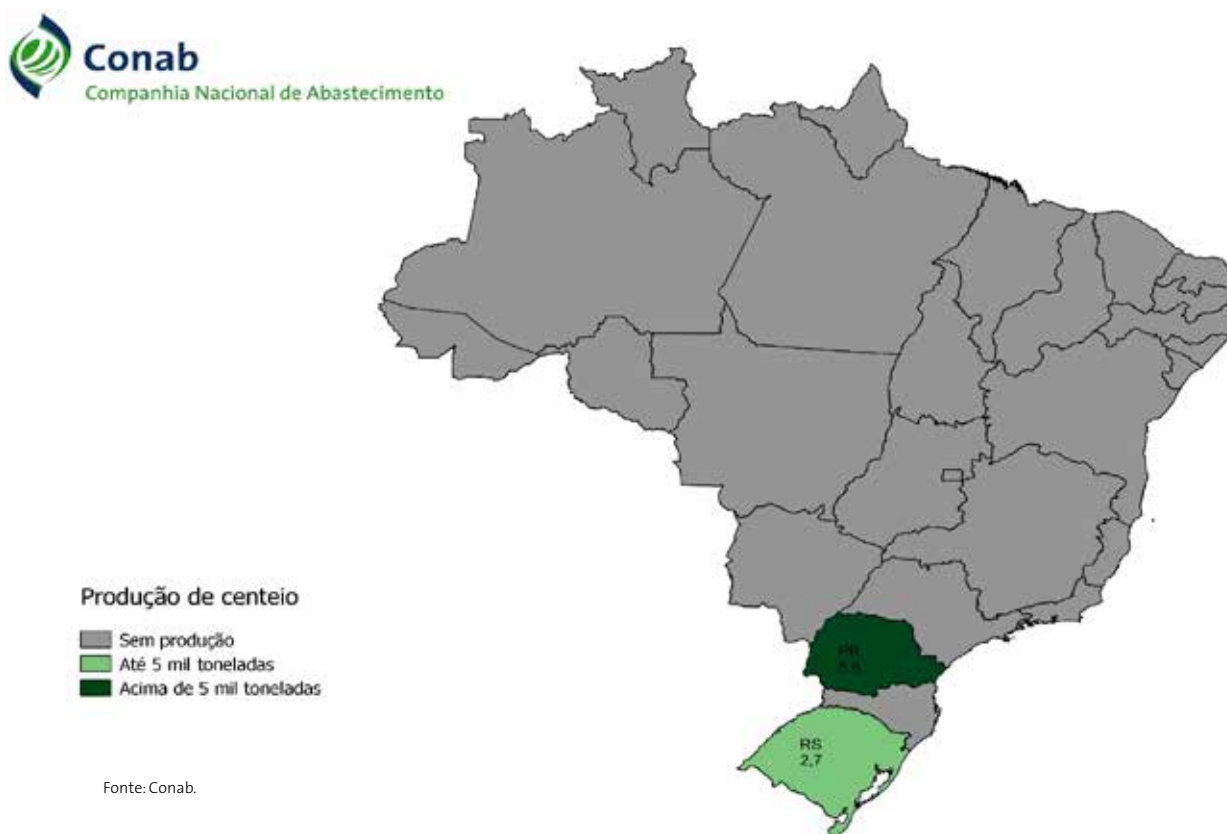 Conab
Companhia Nacional de Abastecimento
Produção de centeio
Sem produção
Até 5 mil toneladas
Acima de 5 mil toneladas
PR
RS
2,7
Fonte: Conab.